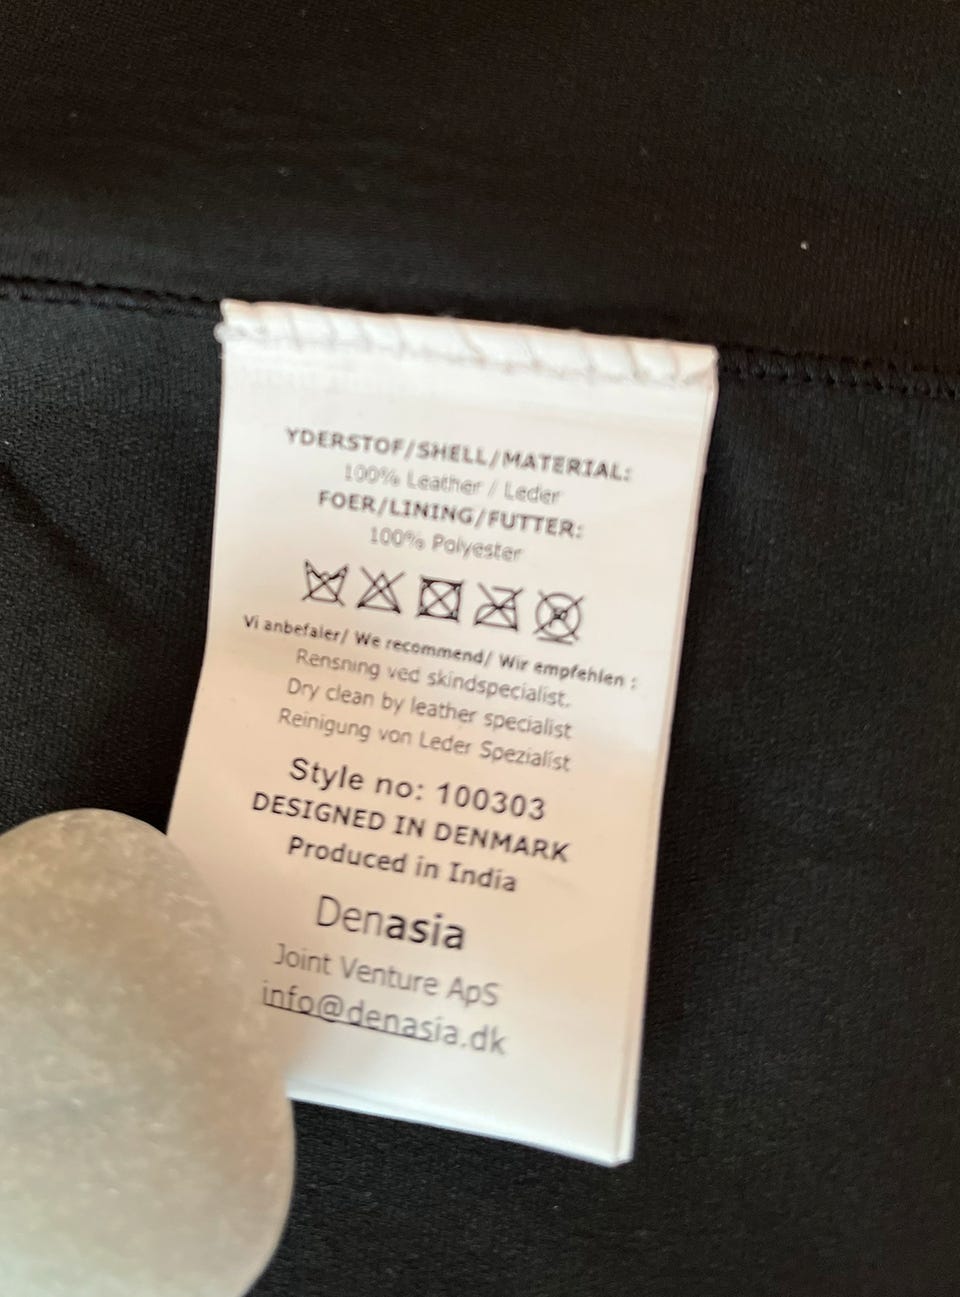 YDERSTOF/SHELL/MATERIAL:
100% Leather / Leder
FOER/LINING/FUTTER:
100% Polyester
Vi anbefaler/ We recommend/ Wir empfehlen :
Rensning ved skindspecialist.
Dry clean by leather specialist
Reinigung von Leder Spezialist
Style no: 100303
DESIGNED IN DENMARK
Produced in India
Denasia
Joint Venture ApS
info@denasia.dk